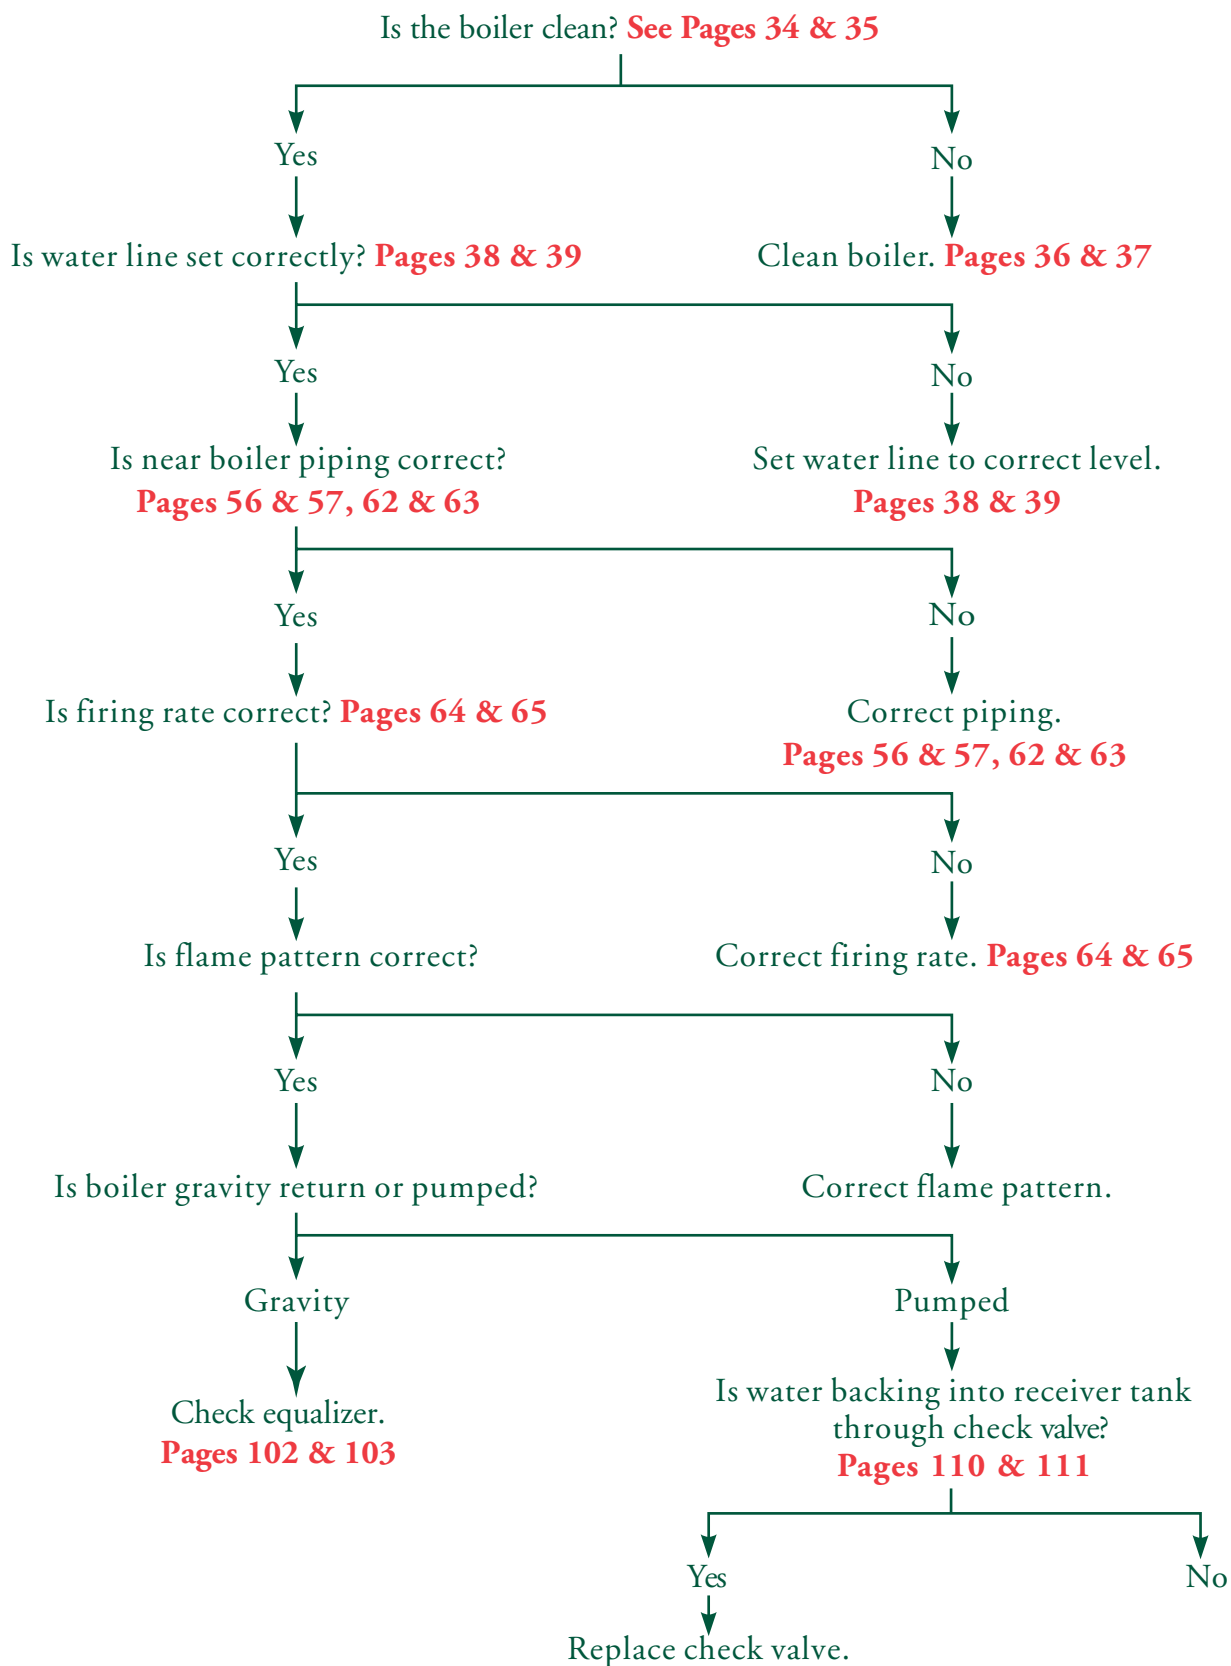 Is the boiler clean? See Pages 34 & 35
Yes
No
Is water line set correctly? Pages 38 & 39
Clean boiler. Pages 36 & 37
Yes
No
Is near boiler piping correct?
Pages 56 & 57, 62 & 63
Set water line to correct level.
Pages 38 & 39
Yes
No
Is firing rate correct? Pages 64 & 65
Correct piping.
Pages 56 & 57, 62 & 63
Yes
No
Is flame pattern correct?
Correct firing rate. Pages 64 & 65
Yes
No
Is boiler gravity return or pumped?
Correct flame pattern.
Gravity
Pumped
Check equalizer.
Pages 102 & 103
Is water backing into receiver tank
through check valve?
Pages 110 & 111
Yes
No
Replace check valve.